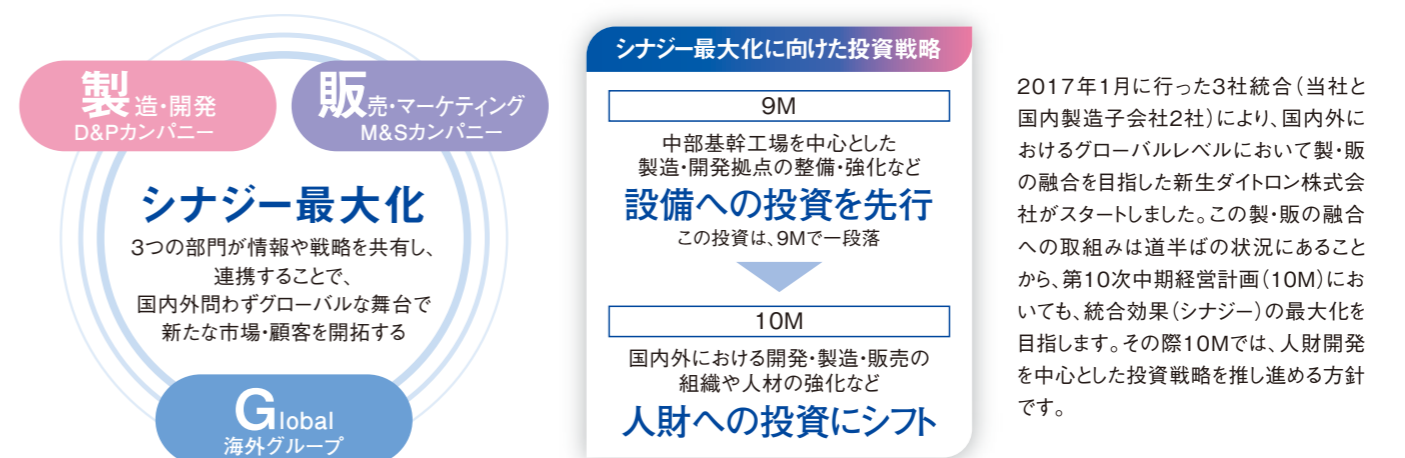 製造・開発
D&Pカンパニー
販売・マーケティング
M&Sカンパニー
シナジー最大化
3つの部門が情報や戦略を共有し、
連携することで、
国内外問わずグローバルな舞台で
新たな市場・顧客を開拓する
Global
海外グループ
シナジー最大化に向けた投資戦略
9M
中部基幹工場を中心とした
製造・開発拠点の整備・強化など
設備への投資を先行
この投資は、9Mで一段落
10M
国内外における開発・製造・販売の
組織や人材の強化など
人財への投資にシフト
2017年1月に行った3社統合（当社と
国内製造子会社2社）により、国内外に
おけるグローバルレベルにおいて製・販
の融合を目指した新生ダイトロン株式会
社がスタートしました。この製・販の融合
への取組みは道半ばの状況にあること
から、第10次中期経営計画（10M）にお
いても、統合効果（シナジー）の最大化を
目指します。その際10Mでは、人財開発
を中心とした投資戦略を推し進める方針
です。